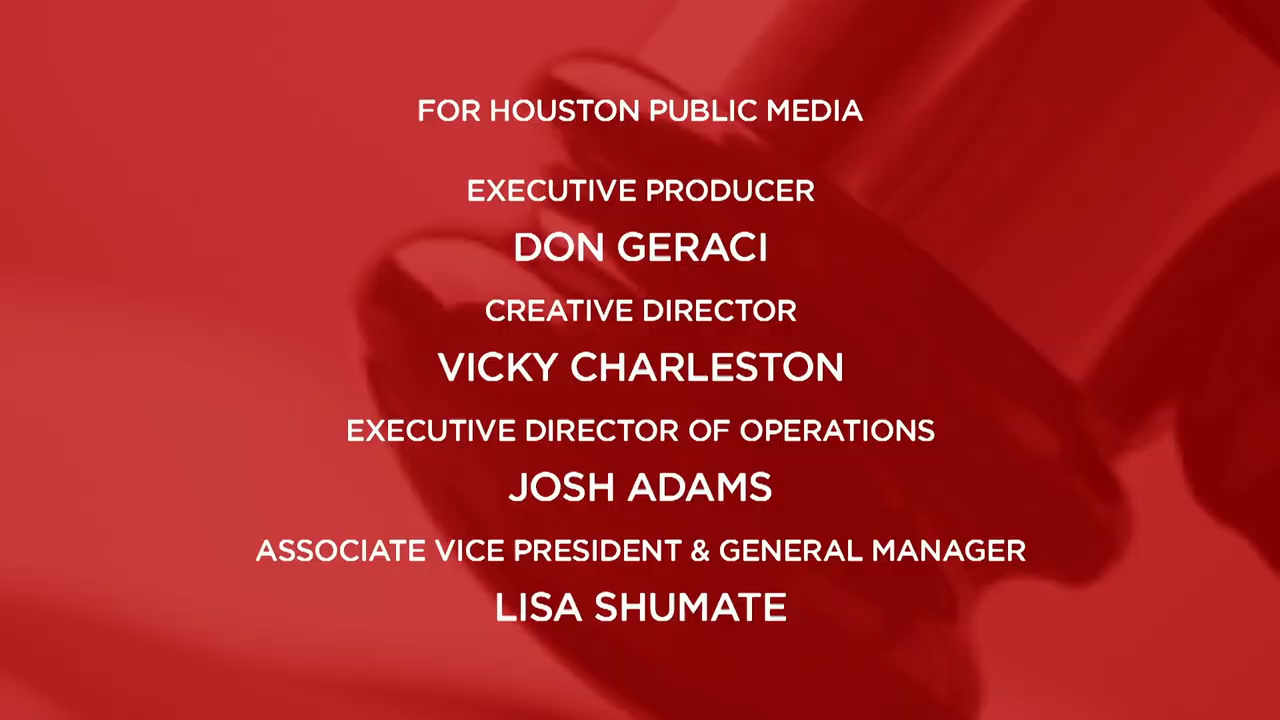 FOR HOUSTON PUBLIC MEDIA
EXECUTIVE PRODUCER
DON GERACI
CREATIVE DIRECTOR
VICKY CHARLESTON
EXECUTIVE DIRECTOR OF OPERATIONS
JOSH ADAMS
ASSOCIATE VICE PRESIDENT & GENERAL MANAGER
LISA SHUMATE